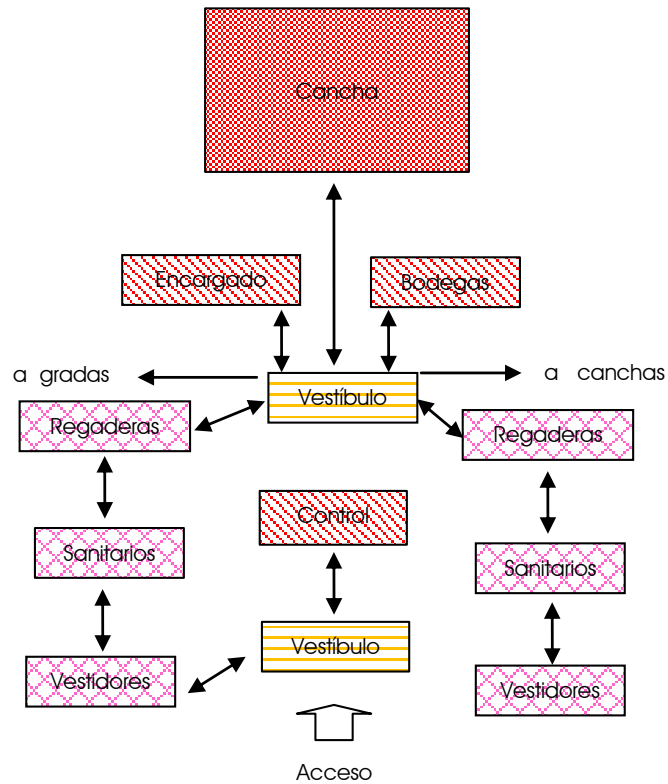 Cancha
Encargado
Bodegas
a gradas
Vestíbulo
a canchas
Regaderas
Regaderas
Control
Sanitarios
Sanitarios
Vestíbulo
Vestidores
Vestidores
Acceso